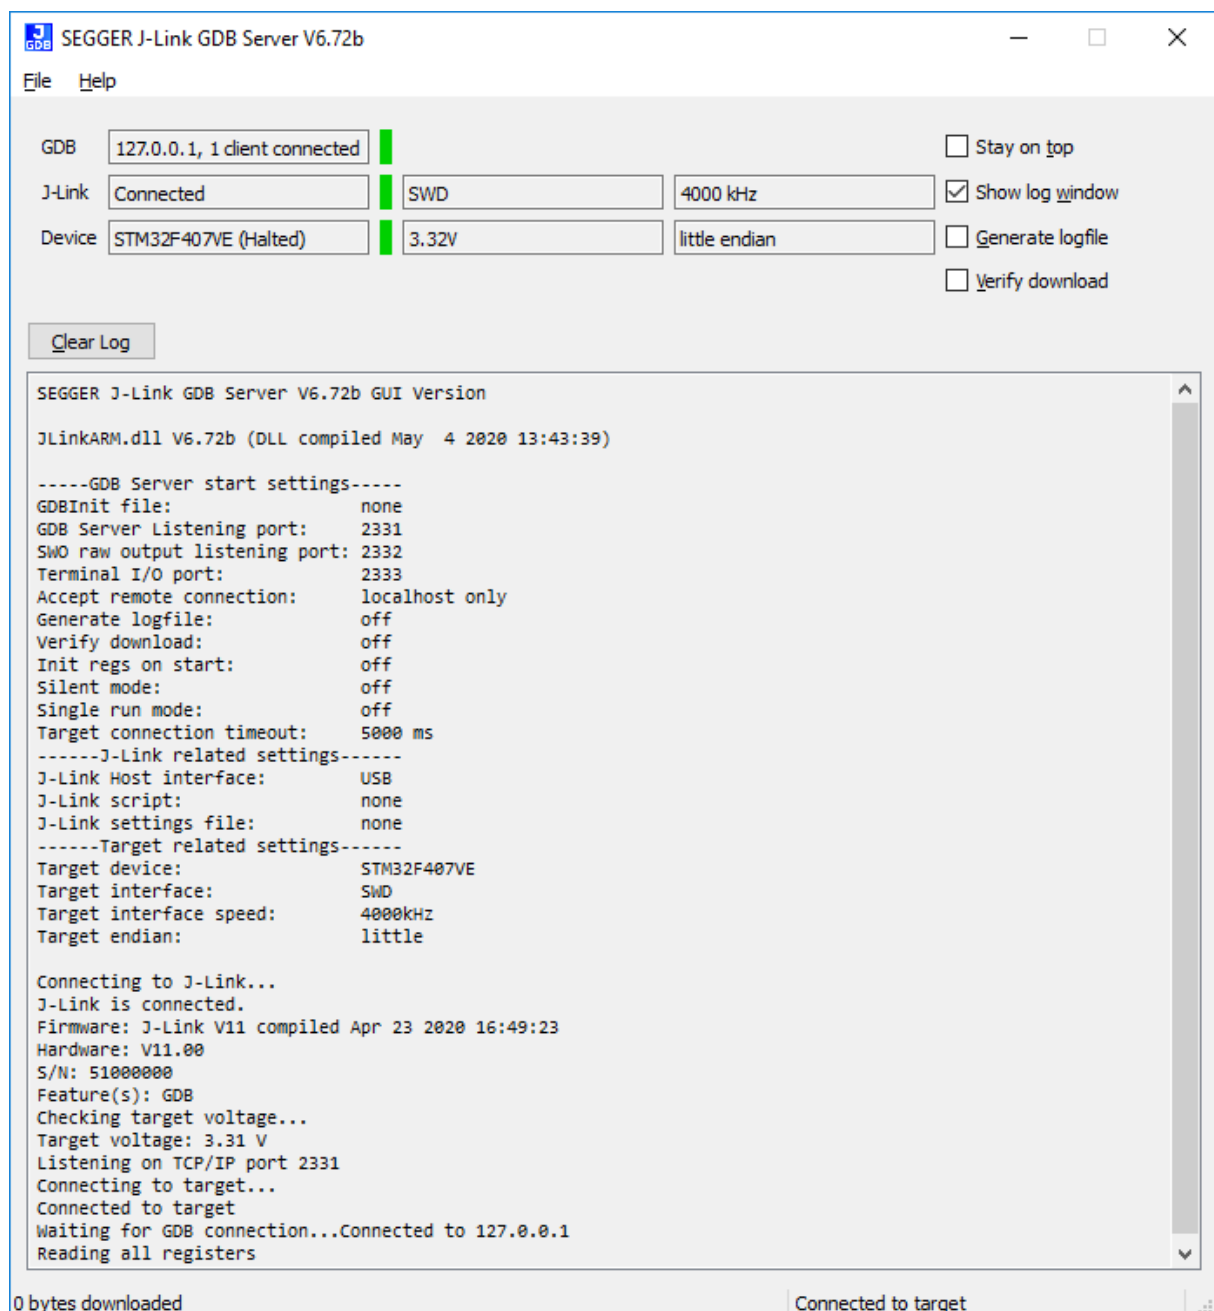 J GDB SEGGER J-Link GDB Server V6.72b
File Help
GDB 127.0.0.1, 1 client connected Stay on top
J-Link Connected SWD 4000 kHz Show log window
Device STM32F407VE (Halted) 3.32V little endian Generate logfile
Verify download
Clear Log
SEGGER J-Link GDB Server V6.72b GUI Version
JLinkARM.dll V6.72b (DLL compiled May  4 2020 13:43:39)
-----GDB Server start settings-----
GDBInit file:                  none
GDB Server Listening port:     2331
SWO raw output listening port: 2332
Terminal I/O port:             2333
Accept remote connection:      localhost only
Generate logfile:              off
Verify download:               off
Init regs on start:            off
Silent mode:                   off
Single run mode:               off
Target connection timeout:     5000 ms
------J-Link related settings------
J-Link Host interface:         USB
J-Link script:                 none
J-Link settings file:          none
------Target related settings------
Target device:                 STM32F407VE
Target interface:              SWD
Target interface speed:        4000kHz
Target endian:                 little
Connecting to J-Link...
J-Link is connected.
Firmware: J-Link V11 compiled Apr 23 2020 16:49:23
Hardware: V11.00
S/N: 51000000
Feature(s): GDB
Checking target voltage...
Target voltage: 3.31 V
Listening on TCP/IP port 2331
Connecting to target...
Connected to target
Waiting for GDB connection...Connected to 127.0.0.1
Reading all registers
0 bytes downloaded Connected to target